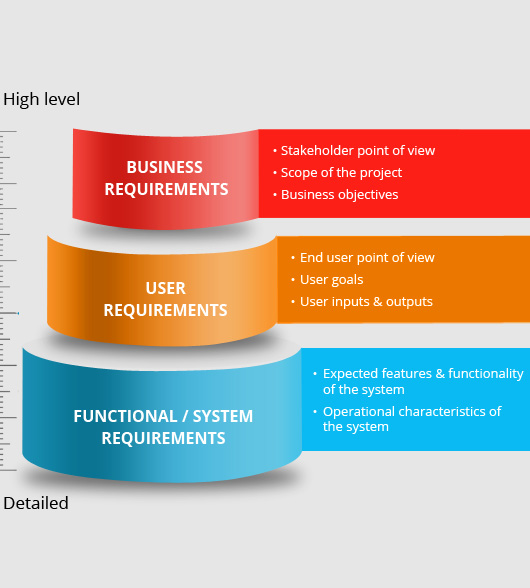 High level
BUSINESS
REQUIREMENTS
• Stakeholder point of view
• Scope of the project
• Business objectives
USER
REQUIREMENTS
• End user point of view
• User goals
• User inputs & outputs
FUNCTIONAL / SYSTEM
REQUIREMENTS
• Expected features & functionality
of the system
• Operational characteristics of
the system
Detailed